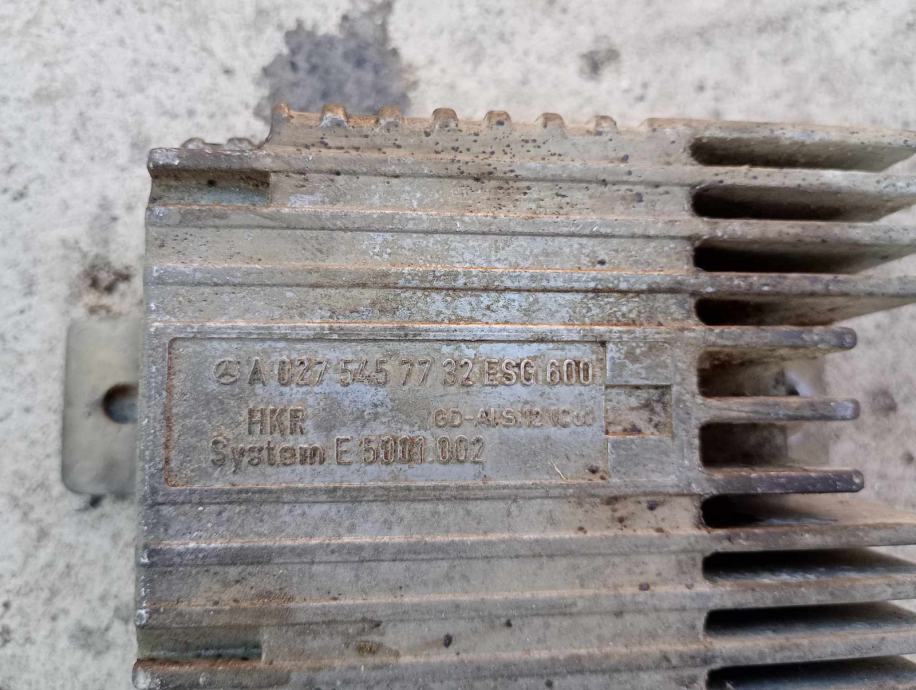 A 027 545 77 32 ESG 600
HKR GD-AlSi12(Cu)
System E 5001.002